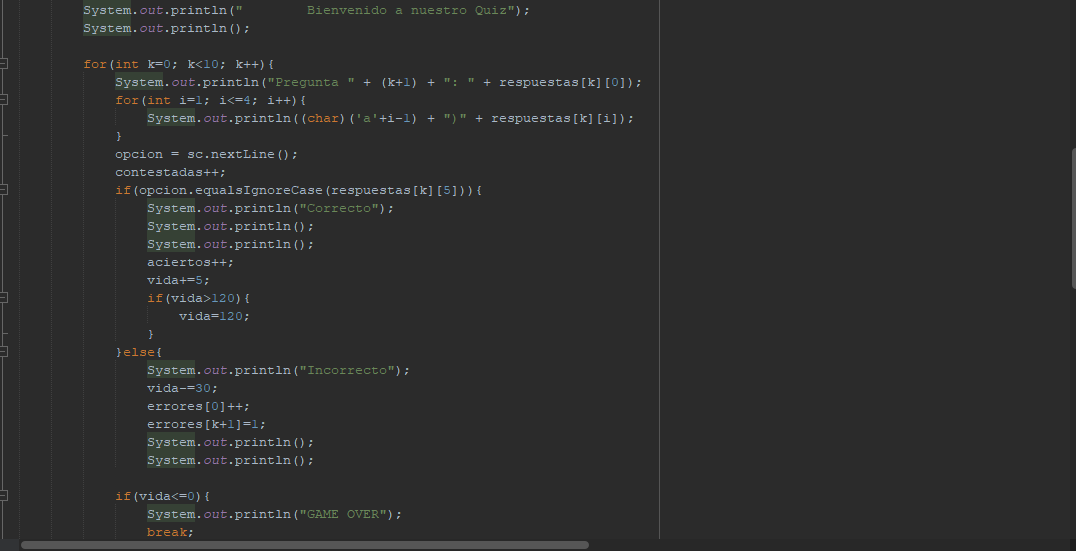 System.out.println("        Bienvenido a nuestro Quiz");
System.out.println();
for(int k=0; k<10; k++){
System.out.println("Pregunta " + (k+1) + ": " + respuestas[k][0]);
for(int i=1; i<=4; i++){
System.out.println((char)('a'+i-1) + ")" + respuestas[k][i]);
}
opcion = sc.nextLine();
contestadas++;
if(opcion.equalsIgnoreCase(respuestas[k][5])){
System.out.println("Correcto");
System.out.println();
System.out.println();
aciertos++;
vida+=5;
if(vida>120){
vida=120;
}
}else{
System.out.println("Incorrecto");
vida-=30;
errores[0]++;
errores[k+1]=1;
System.out.println();
System.out.println();
if(vida<=0){
System.out.println("GAME OVER");
break;